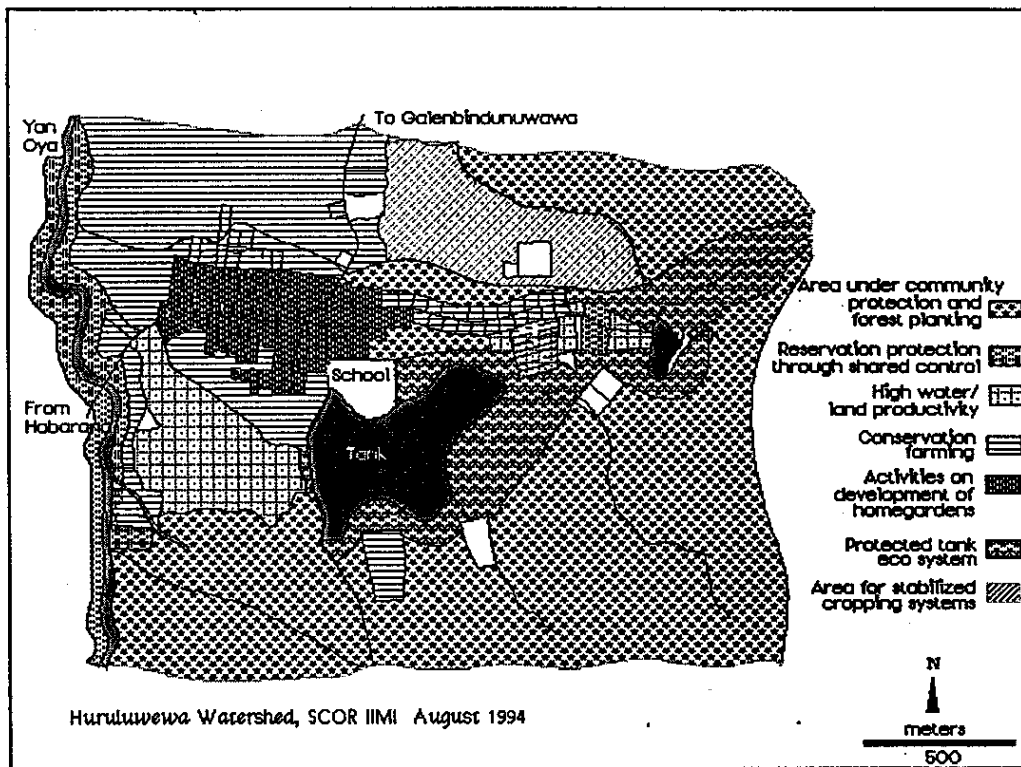 Yan
Oya
To Galenbindunuwawa
School
From
Habarana
Tank
Area under community
protection and
forest planting
Reservation protection
through shared control
High water/
land productivity
Conservation
farming
Activities on
development of
homegardens
Protected tank
eco system
Area for stabilized
cropping systems
Huruluwewa Watershed, SCOR IIMI August 1994
N
meters
500